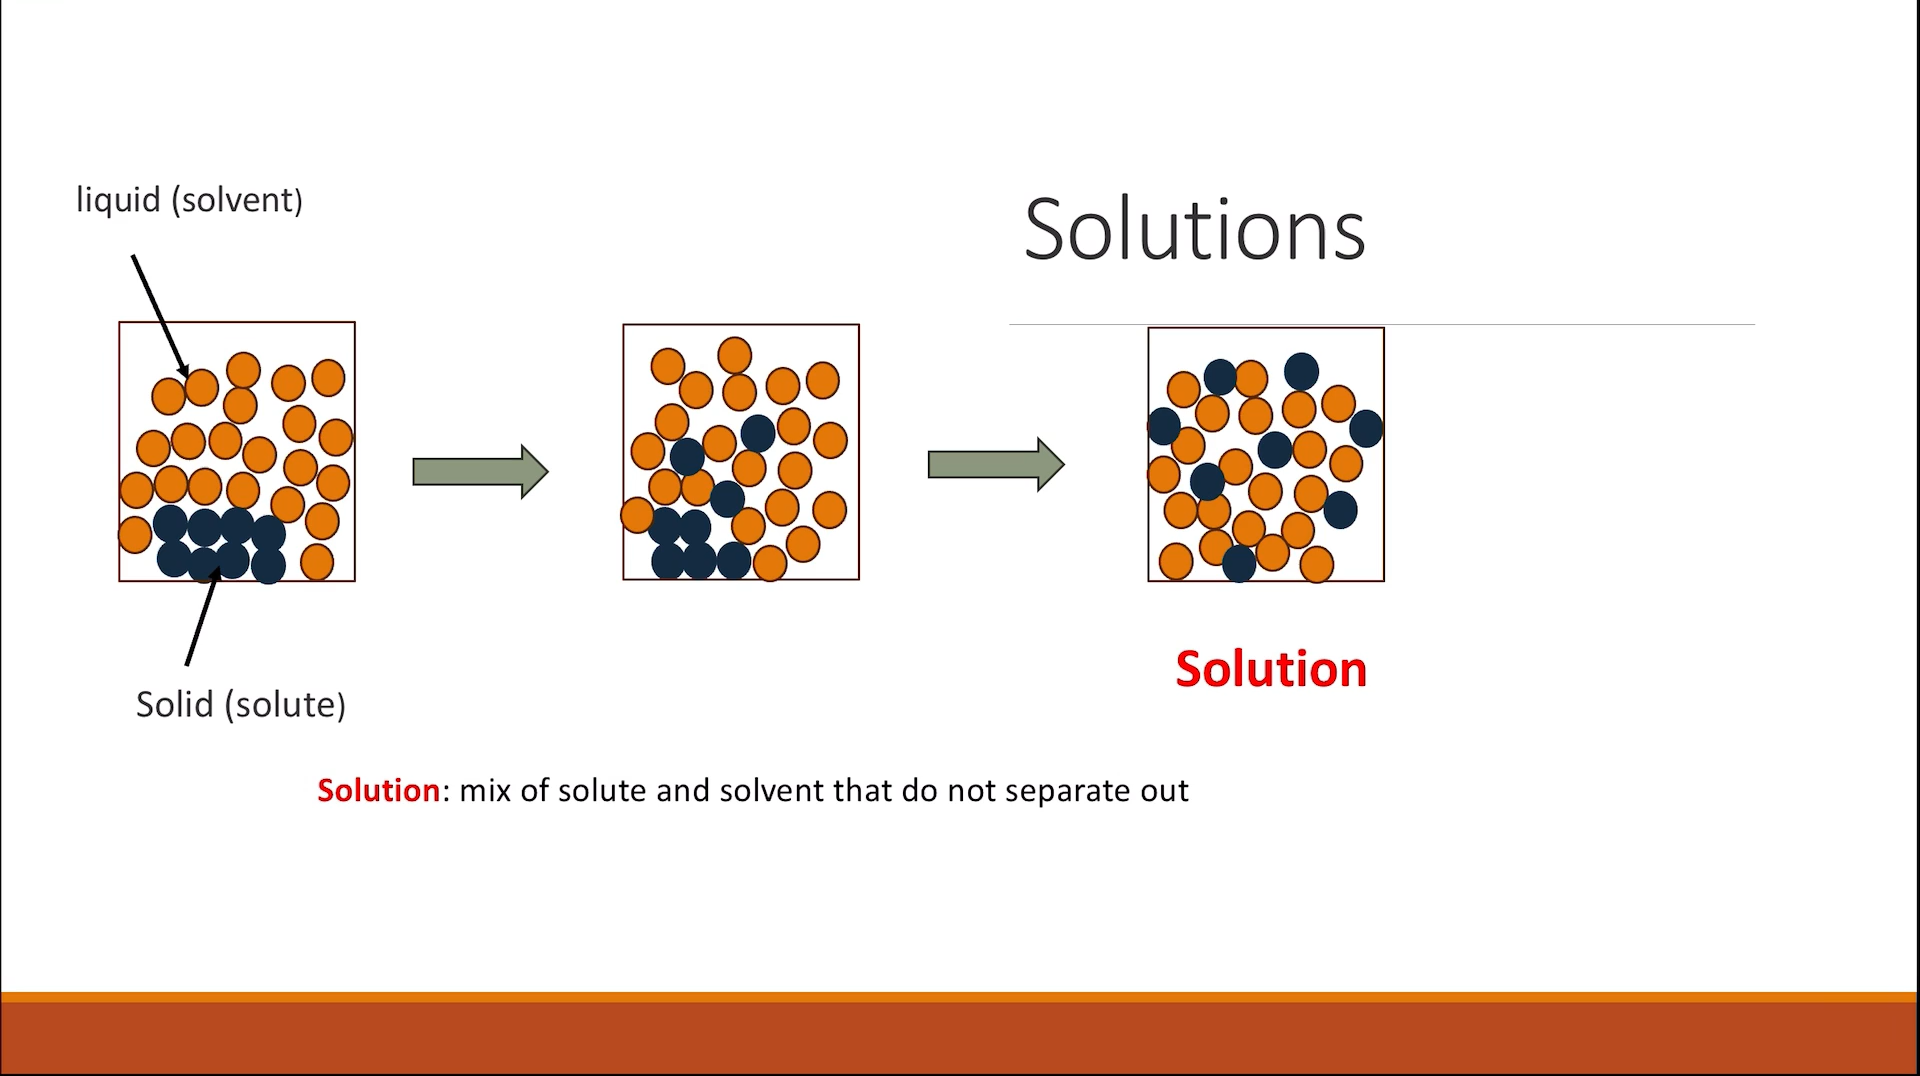 Solutions
liquid (solvent)
Solid (solute)
Solution
Solution: mix of solute and solvent that do not separate out